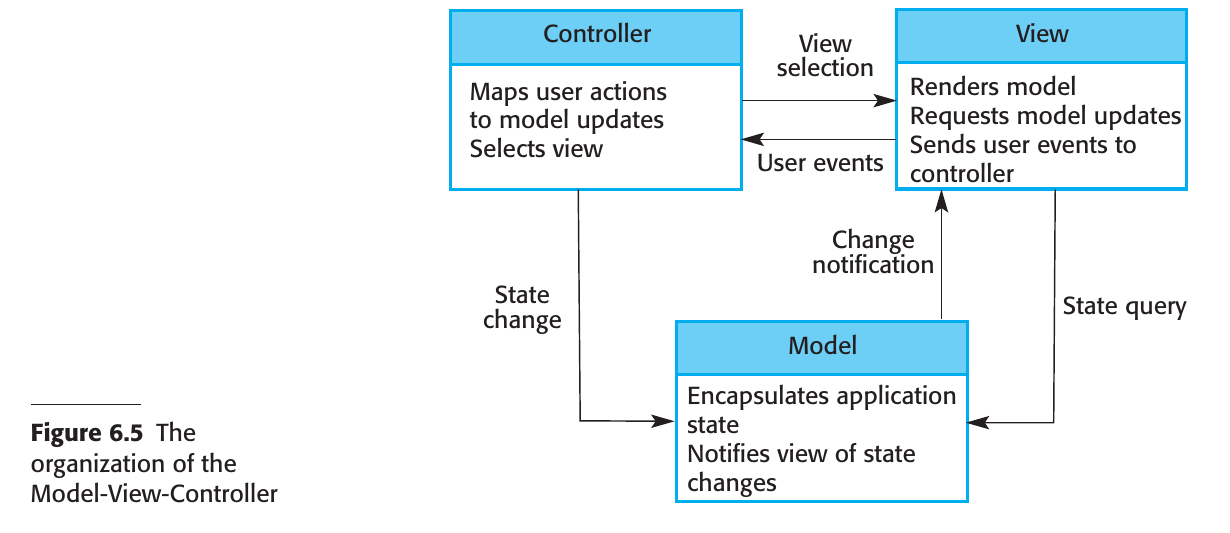 Controller
Maps user actions
to model updates
Selects view
View
selection
User events
View
Renders model
Requests model updates
Sends user events to
controller
State
change
Change
notification
State query
Model
Encapsulates application
state
Notifies view of state
changes
Figure 6.5 The
organization of the
Model-View-Controller